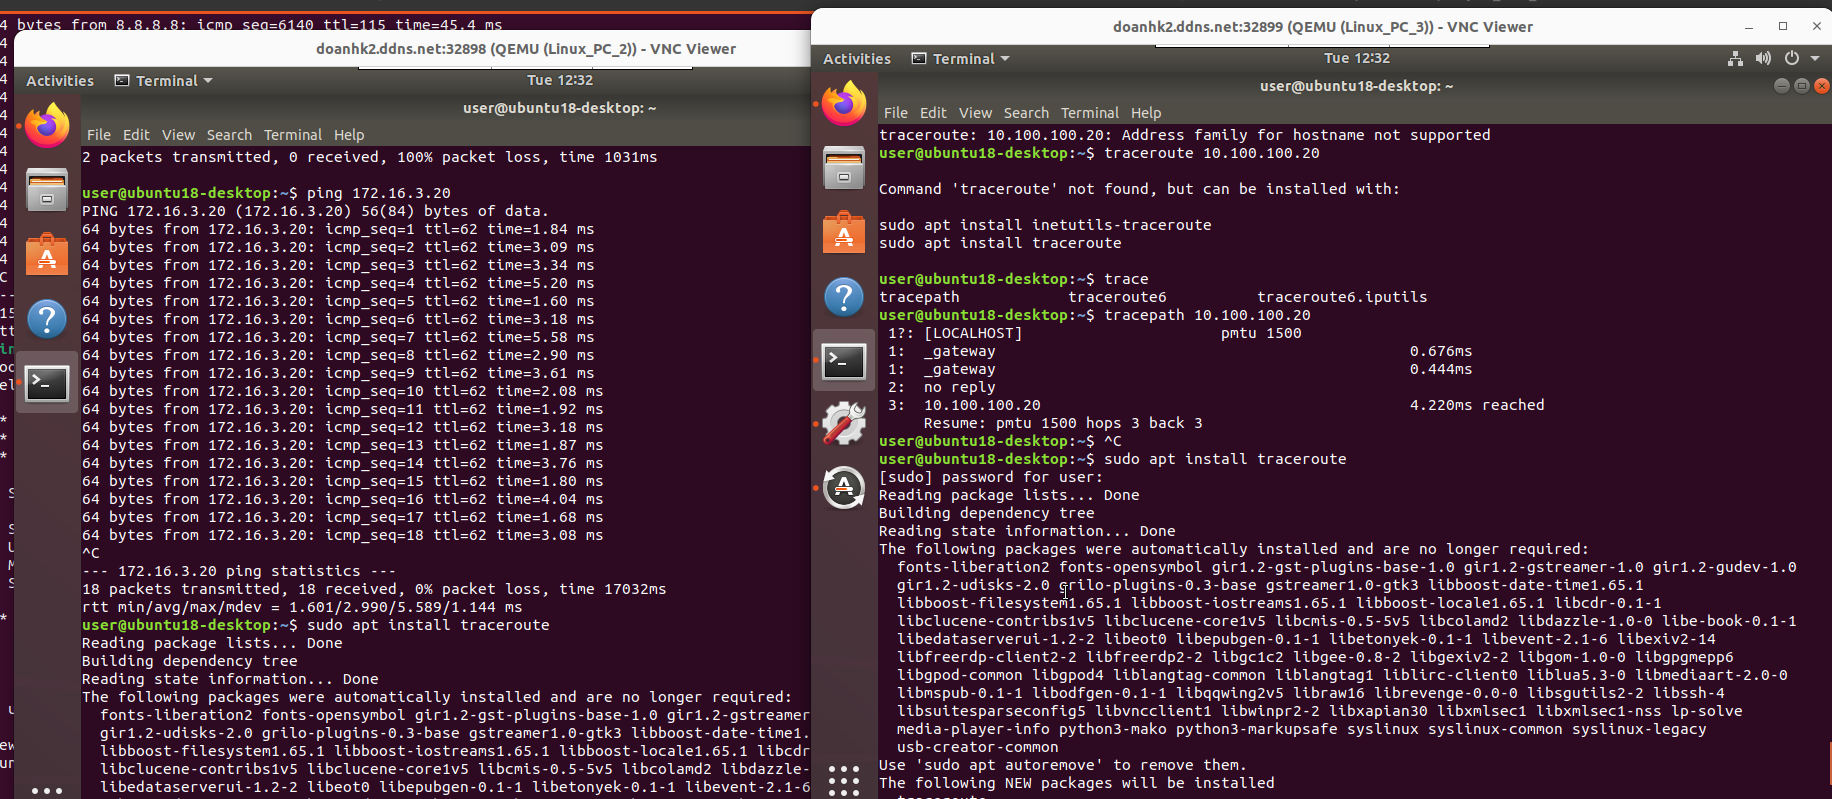 4 bytes from 8.8.8.8: icmp_seq=6140 ttl=115 time=45.4 ms
doanhk2.ddns.net:32898 (QEMU (Linux_PC_2)) - VNC Viewer
Activities Terminal Tue 12:32
user@ubuntu18-desktop: ~
File Edit View Search Terminal Help
2 packets transmitted, 0 received, 100% packet loss, time 1031ms
user@ubuntu18-desktop:~$ ping 172.16.3.20
PING 172.16.3.20 (172.16.3.20) 56(84) bytes of data.
64 bytes from 172.16.3.20: icmp_seq=1 ttl=62 time=1.84 ms
64 bytes from 172.16.3.20: icmp_seq=2 ttl=62 time=3.09 ms
64 bytes from 172.16.3.20: icmp_seq=3 ttl=62 time=3.34 ms
64 bytes from 172.16.3.20: icmp_seq=4 ttl=62 time=5.20 ms
64 bytes from 172.16.3.20: icmp_seq=5 ttl=62 time=1.60 ms
64 bytes from 172.16.3.20: icmp_seq=6 ttl=62 time=3.18 ms
64 bytes from 172.16.3.20: icmp_seq=7 ttl=62 time=5.58 ms
64 bytes from 172.16.3.20: icmp_seq=8 ttl=62 time=2.90 ms
64 bytes from 172.16.3.20: icmp_seq=9 ttl=62 time=3.61 ms
64 bytes from 172.16.3.20: icmp_seq=10 ttl=62 time=2.08 ms
64 bytes from 172.16.3.20: icmp_seq=11 ttl=62 time=1.92 ms
64 bytes from 172.16.3.20: icmp_seq=12 ttl=62 time=3.18 ms
64 bytes from 172.16.3.20: icmp_seq=13 ttl=62 time=1.87 ms
64 bytes from 172.16.3.20: icmp_seq=14 ttl=62 time=3.76 ms
64 bytes from 172.16.3.20: icmp_seq=15 ttl=62 time=1.80 ms
64 bytes from 172.16.3.20: icmp_seq=16 ttl=62 time=4.04 ms
64 bytes from 172.16.3.20: icmp_seq=17 ttl=62 time=1.68 ms
64 bytes from 172.16.3.20: icmp_seq=18 ttl=62 time=3.08 ms
^C
--- 172.16.3.20 ping statistics ---
18 packets transmitted, 18 received, 0% packet loss, time 17032ms
rtt min/avg/max/mdev = 1.601/2.990/5.589/1.144 ms
user@ubuntu18-desktop:~$ sudo apt install traceroute
Reading package lists... Done
Building dependency tree
Reading state information... Done
The following packages were automatically installed and are no longer required:
fonts-liberation2 fonts-opensymbol gir1.2-gst-plugins-base-1.0 gir1.2-gstreamer
gir1.2-udisks-2.0 grilo-plugins-0.3-base gstreamer1.0-gtk3 libboost-date-time1.
libboost-filesystem1.65.1 libboost-iostreams1.65.1 libboost-locale1.65.1 libcdr
libclucene-contribs1v5 libclucene-core1v5 libcmis-0.5-5v5 libcolamd2 libdazzle-
libedataserverui-1.2-2 libeot0 libepubgen-0.1-1 libetonyek-0.1-1 libevent-2.1-6
doanhk2.ddns.net:32899 (QEMU (Linux_PC_3)) - VNC Viewer
Activities Terminal Tue 12:32
user@ubuntu18-desktop: ~
File Edit View Search Terminal Help
traceroute: 10.100.100.20: Address family for hostname not supported
user@ubuntu18-desktop:~$ traceroute 10.100.100.20
Command 'traceroute' not found, but can be installed with:
sudo apt install inetutils-traceroute
sudo apt install traceroute
user@ubuntu18-desktop:~$ trace
tracepath traceroute6 traceroute6.iputils
user@ubuntu18-desktop:~$ tracepath 10.100.100.20
1?: [LOCALHOST] pmtu 1500
1: _gateway 0.676ms
1: _gateway 0.444ms
2: no reply
3: 10.100.100.20 4.220ms reached
Resume: pmtu 1500 hops 3 back 3
user@ubuntu18-desktop:~$ ^C
user@ubuntu18-desktop:~$ sudo apt install traceroute
[sudo] password for user:
Reading package lists... Done
Building dependency tree
Reading state information... Done
The following packages were automatically installed and are no longer required:
fonts-liberation2 fonts-opensymbol gir1.2-gst-plugins-base-1.0 gir1.2-gstreamer-1.0 gir1.2-gudev-1.0
gir1.2-udisks-2.0 grilo-plugins-0.3-base gstreamer1.0-gtk3 libboost-date-time1.65.1
libboost-filesystem1.65.1 libboost-iostreams1.65.1 libboost-locale1.65.1 libcdr-0.1-1
libclucene-contribs1v5 libclucene-core1v5 libcmis-0.5-5v5 libcolamd2 libdazzle-1.0-0 libe-book-0.1-1
libedataserverui-1.2-2 libeot0 libepubgen-0.1-1 libetonyek-0.1-1 libevent-2.1-6 libexiv2-14
libfreerdp-client2-2 libfreerdp2-2 libgc1c2 libgee-0.8-2 libgexiv2-2 libgom-1.0-0 libgpgmepp6
libgpod-common libgpod4 liblangtag-common liblangtag1 liblirc-client0 liblua5.3-0 libmediaart-2.0-0
libmspub-0.1-1 libodfgen-0.1-1 libqqwing2v5 libraw16 librevenge-0.0-0 libsgutils2-2 libssh-4
libsuitesparseconfig5 libvncclient1 libwinpr2-2 libxapian30 libxmlsec1 libxmlsec1-nss lp-solve
media-player-info python3-mako python3-markupsafe syslinux syslinux-common syslinux-legacy
usb-creator-common
Use 'sudo apt autoremove' to remove them.
The following NEW packages will be installed
traceroute